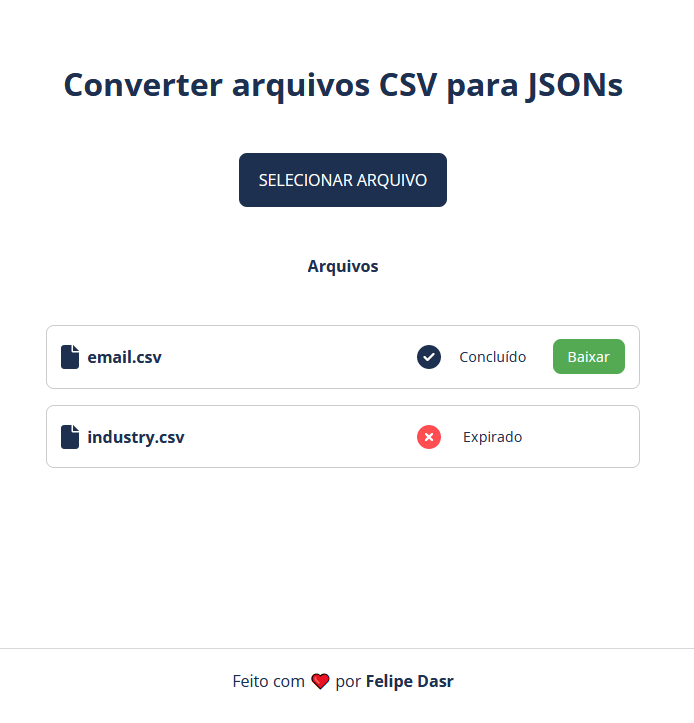 Converter arquivos CSV para JSONs
SELECIONAR ARQUIVO
Arquivos
email.csv Concluído Baixar
industry.csv Expirado
Feito com ❤️ por Felipe Dasr